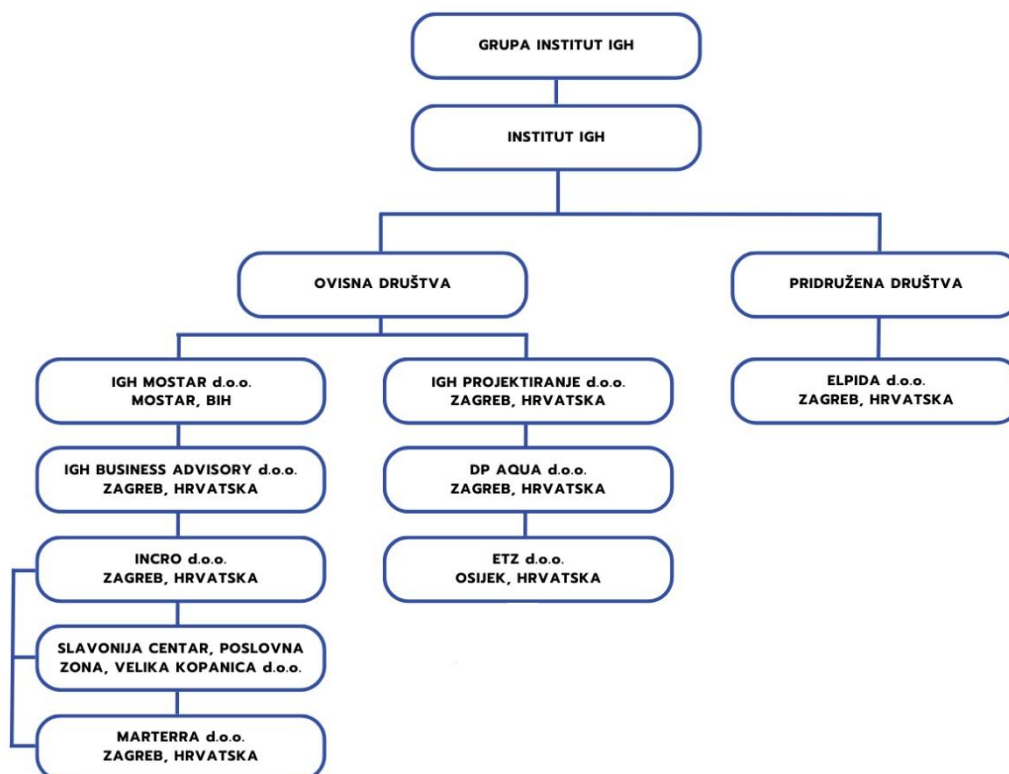 GRUPA INSTITUT IGH
INSTITUT IGH
OVISNA DRUŠTVA
PRIDRUŽENA DRUŠTVA
IGH MOSTAR d.o.o.
MOSTAR, BIH
IGH PROJEKTIRANJE d.o.o.
ZAGREB, HRVATSKA
ELPIDA d.o.o.
ZAGREB, HRVATSKA
IGH BUSINESS ADVISORY d.o.o.
ZAGREB, HRVATSKA
DP AQUA d.o.o.
ZAGREB, HRVATSKA
INCRO d.o.o.
ZAGREB, HRVATSKA
ETZ d.o.o.
OSIJEK, HRVATSKA
SLAVONIJA CENTAR, POSLOVNA
ZONA, VELIKA KOPANICA d.o.o.
MARTERRA d.o.o.
ZAGREB, HRVATSKA